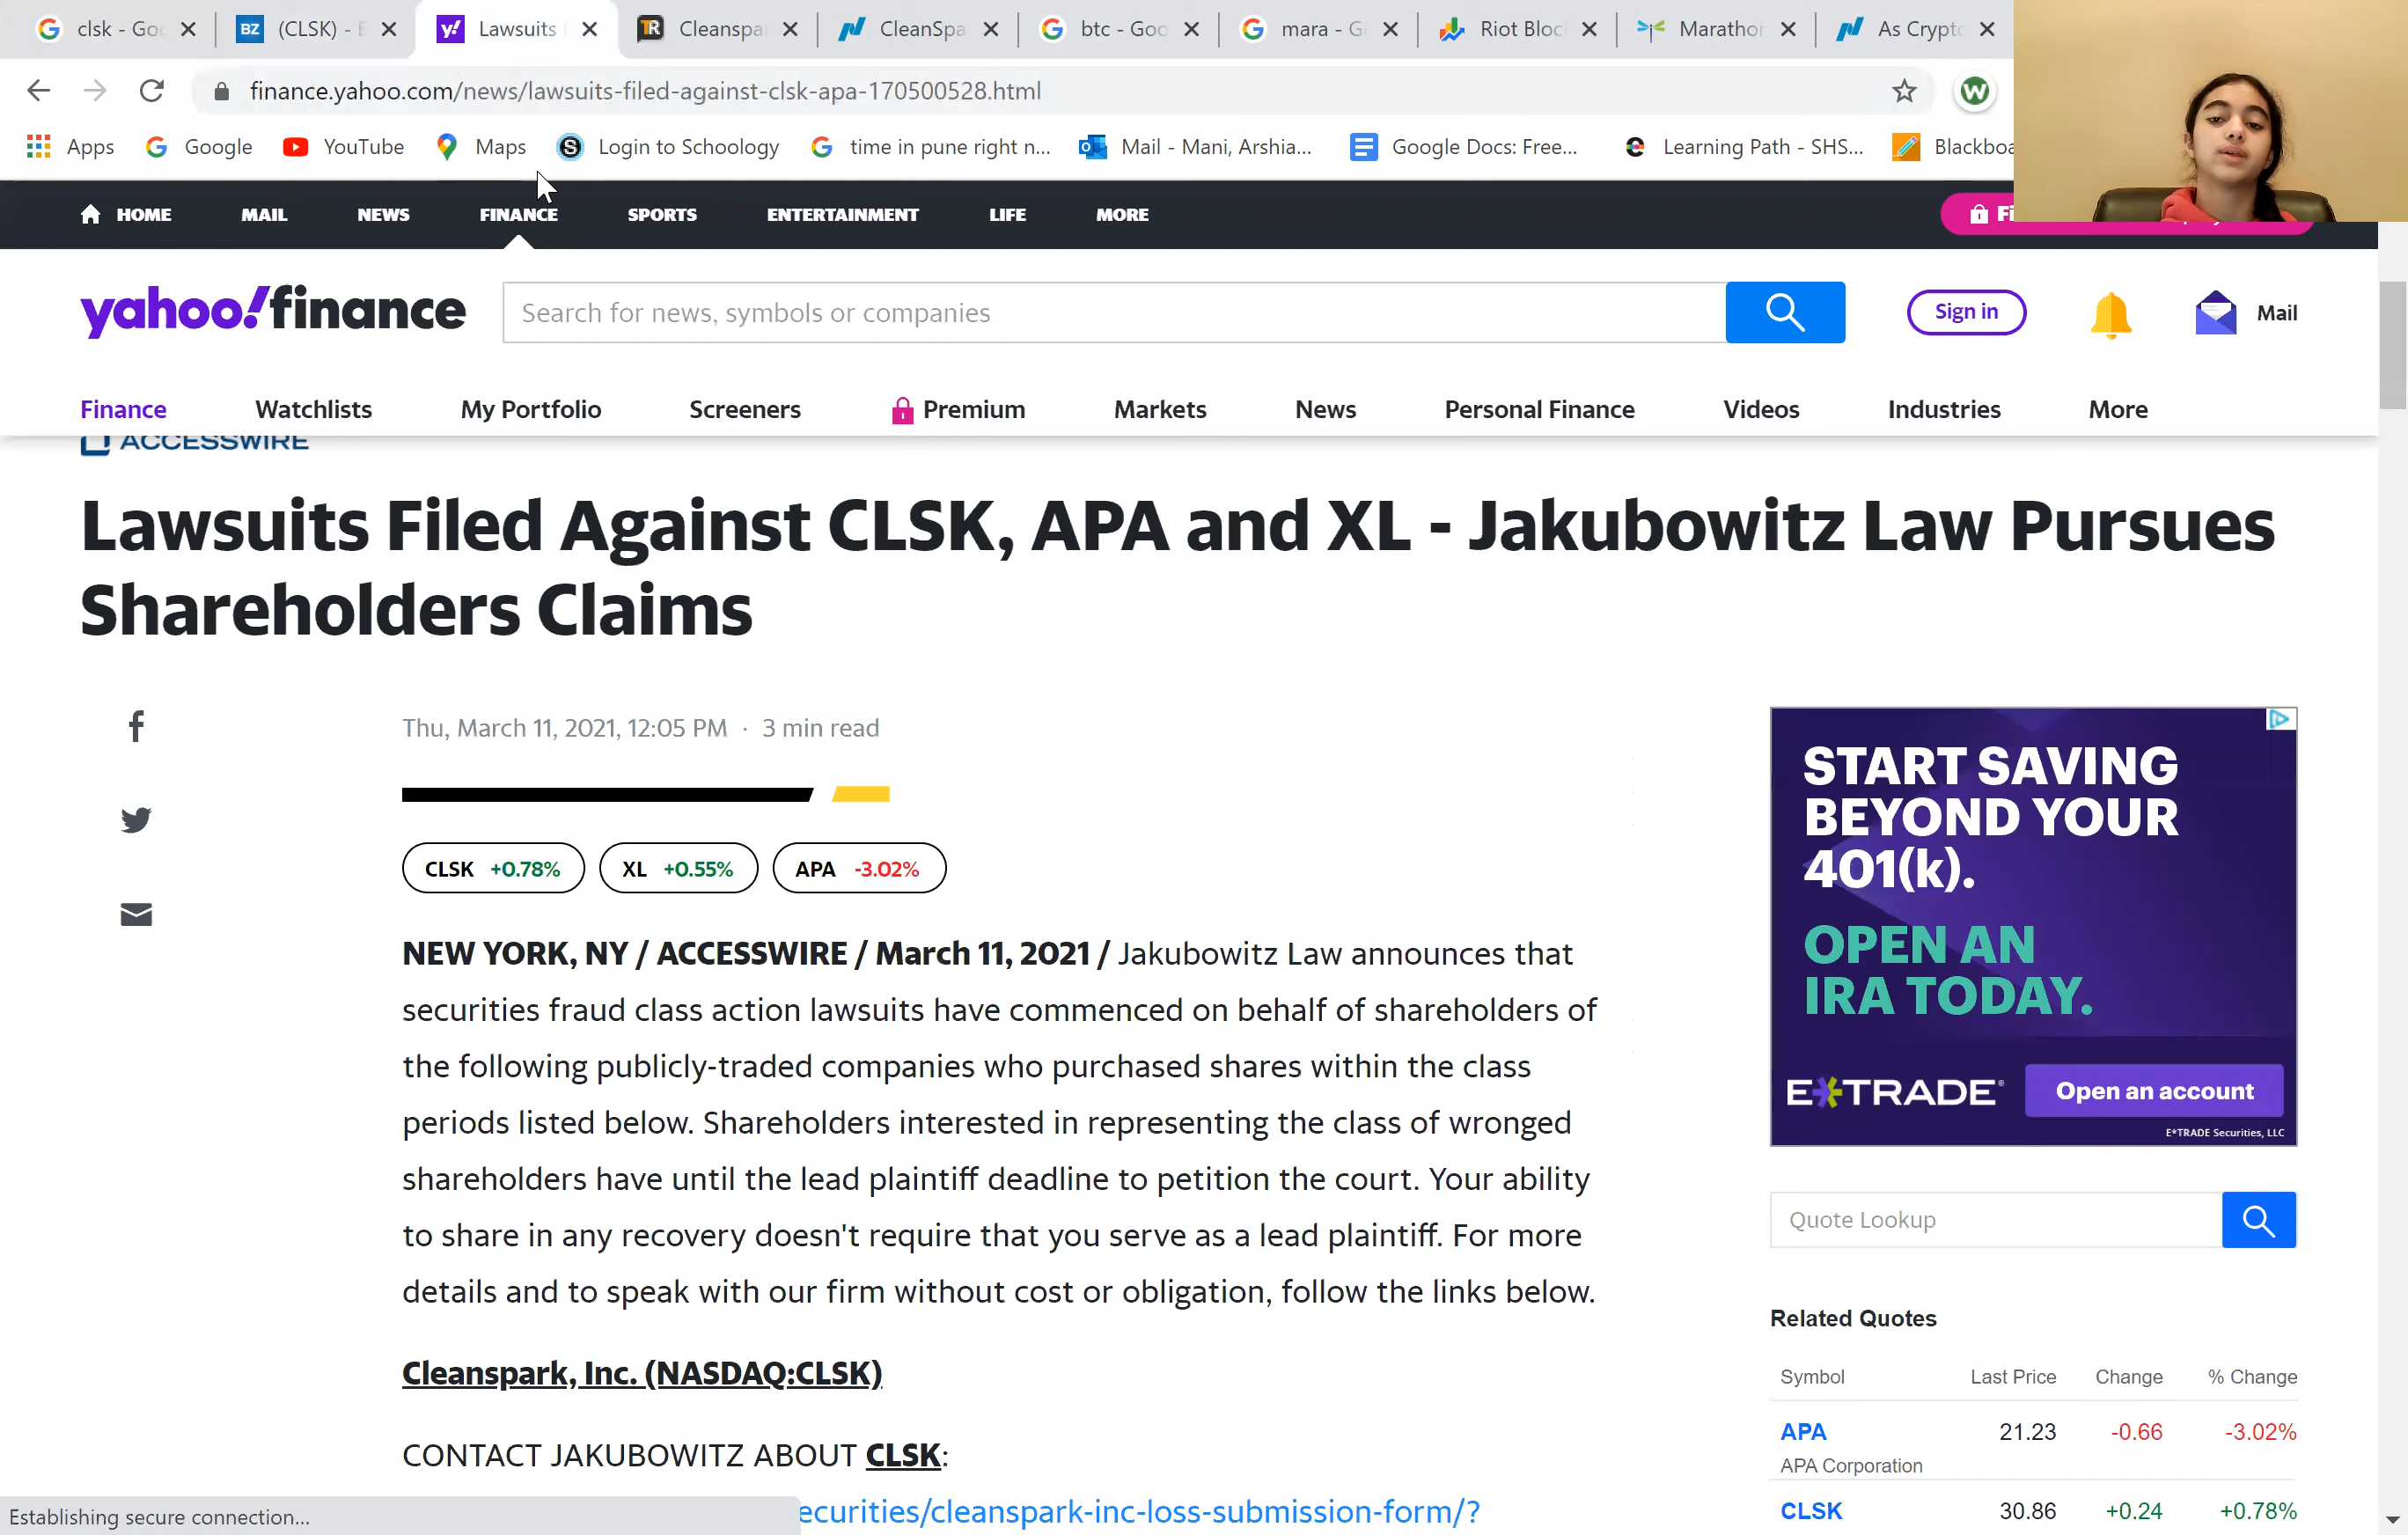 clsk - Goo
(CLSK) - B
Lawsuits
Cleanspa
CleanSpa
btc - Goo
mara - G
Riot Bloc
Marathon
As Crypto
finance.yahoo.com/news/lawsuits-filed-against-clsk-apa-170500528.html
W
Apps
Google
YouTube
Maps
Login to Schoology
time in pune right n...
Mail - Mani, Arshia...
Google Docs: Free...
Learning Path - SHS...
Blackboa
HOME
MAIL
NEWS
FINANCE
SPORTS
ENTERTAINMENT
LIFE
MORE
Fi
yahoo!finance
Search for news, symbols or companies
Sign in
Mail
Finance
Watchlists
My Portfolio
Screeners
Premium
Markets
News
Personal Finance
Videos
Industries
More
ACCESSWIRE
Lawsuits Filed Against CLSK, APA and XL - Jakubowitz Law Pursues
Shareholders Claims
Thu, March 11, 2021, 12:05 PM · 3 min read
CLSK +0.78%
XL +0.55%
APA -3.02%
NEW YORK, NY / ACCESSWIRE / March 11, 2021 / Jakubowitz Law announces that
securities fraud class action lawsuits have commenced on behalf of shareholders of
the following publicly-traded companies who purchased shares within the class
periods listed below. Shareholders interested in representing the class of wronged
shareholders have until the lead plaintiff deadline to petition the court. Your ability
to share in any recovery doesn't require that you serve as a lead plaintiff. For more
details and to speak with our firm without cost or obligation, follow the links below.
Cleanspark, Inc. (NASDAQ:CLSK)
CONTACT JAKUBOWITZ ABOUT CLSK:
ecurities/cleanspark-inc-loss-submission-form/?
Establishing secure connection...
START SAVING
BEYOND YOUR
401(k).
OPEN AN
IRA TODAY.
E*TRADE
Open an account
E*TRADE Securities, LLC
Quote Lookup
Related Quotes
Symbol Last Price Change % Change
APA 21.23 -0.66 -3.02%
APA Corporation
CLSK 30.86 +0.24 +0.78%